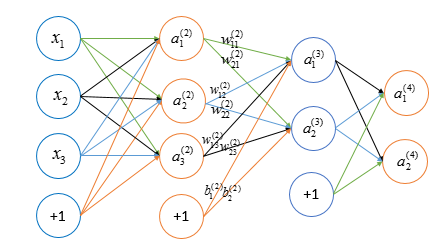 x₁
x₂
x₃
+1
a₁⁽²⁾
a₂⁽²⁾
a₃⁽²⁾
+1
w₁₁⁽²⁾
w₂₁⁽²⁾
w₁₂⁽²⁾
w₂₂⁽²⁾
w₁₃⁽²⁾ w₂₃⁽²⁾
b₁⁽²⁾ b₂⁽²⁾
a₁⁽³⁾
a₂⁽³⁾
+1
a₁⁽⁴⁾
a₂⁽⁴⁾